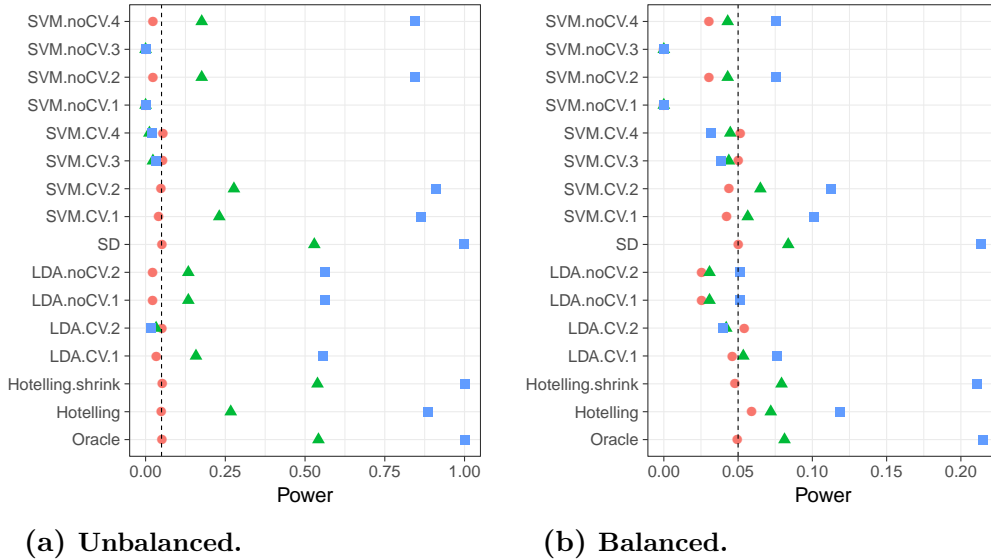 SVM.noCV.4
SVM.noCV.3
SVM.noCV.2
SVM.noCV.1
SVM.CV.4
SVM.CV.3
SVM.CV.2
SVM.CV.1
SD
LDA.noCV.2
LDA.noCV.1
LDA.CV.2
LDA.CV.1
Hotelling.shrink
Hotelling
Oracle
0.00 0.25 0.50 0.75 1.00
Power
(a) Unbalanced.
SVM.noCV.4
SVM.noCV.3
SVM.noCV.2
SVM.noCV.1
SVM.CV.4
SVM.CV.3
SVM.CV.2
SVM.CV.1
SD
LDA.noCV.2
LDA.noCV.1
LDA.CV.2
LDA.CV.1
Hotelling.shrink
Hotelling
Oracle
0.00 0.05 0.10 0.15 0.20
Power
(b) Balanced.